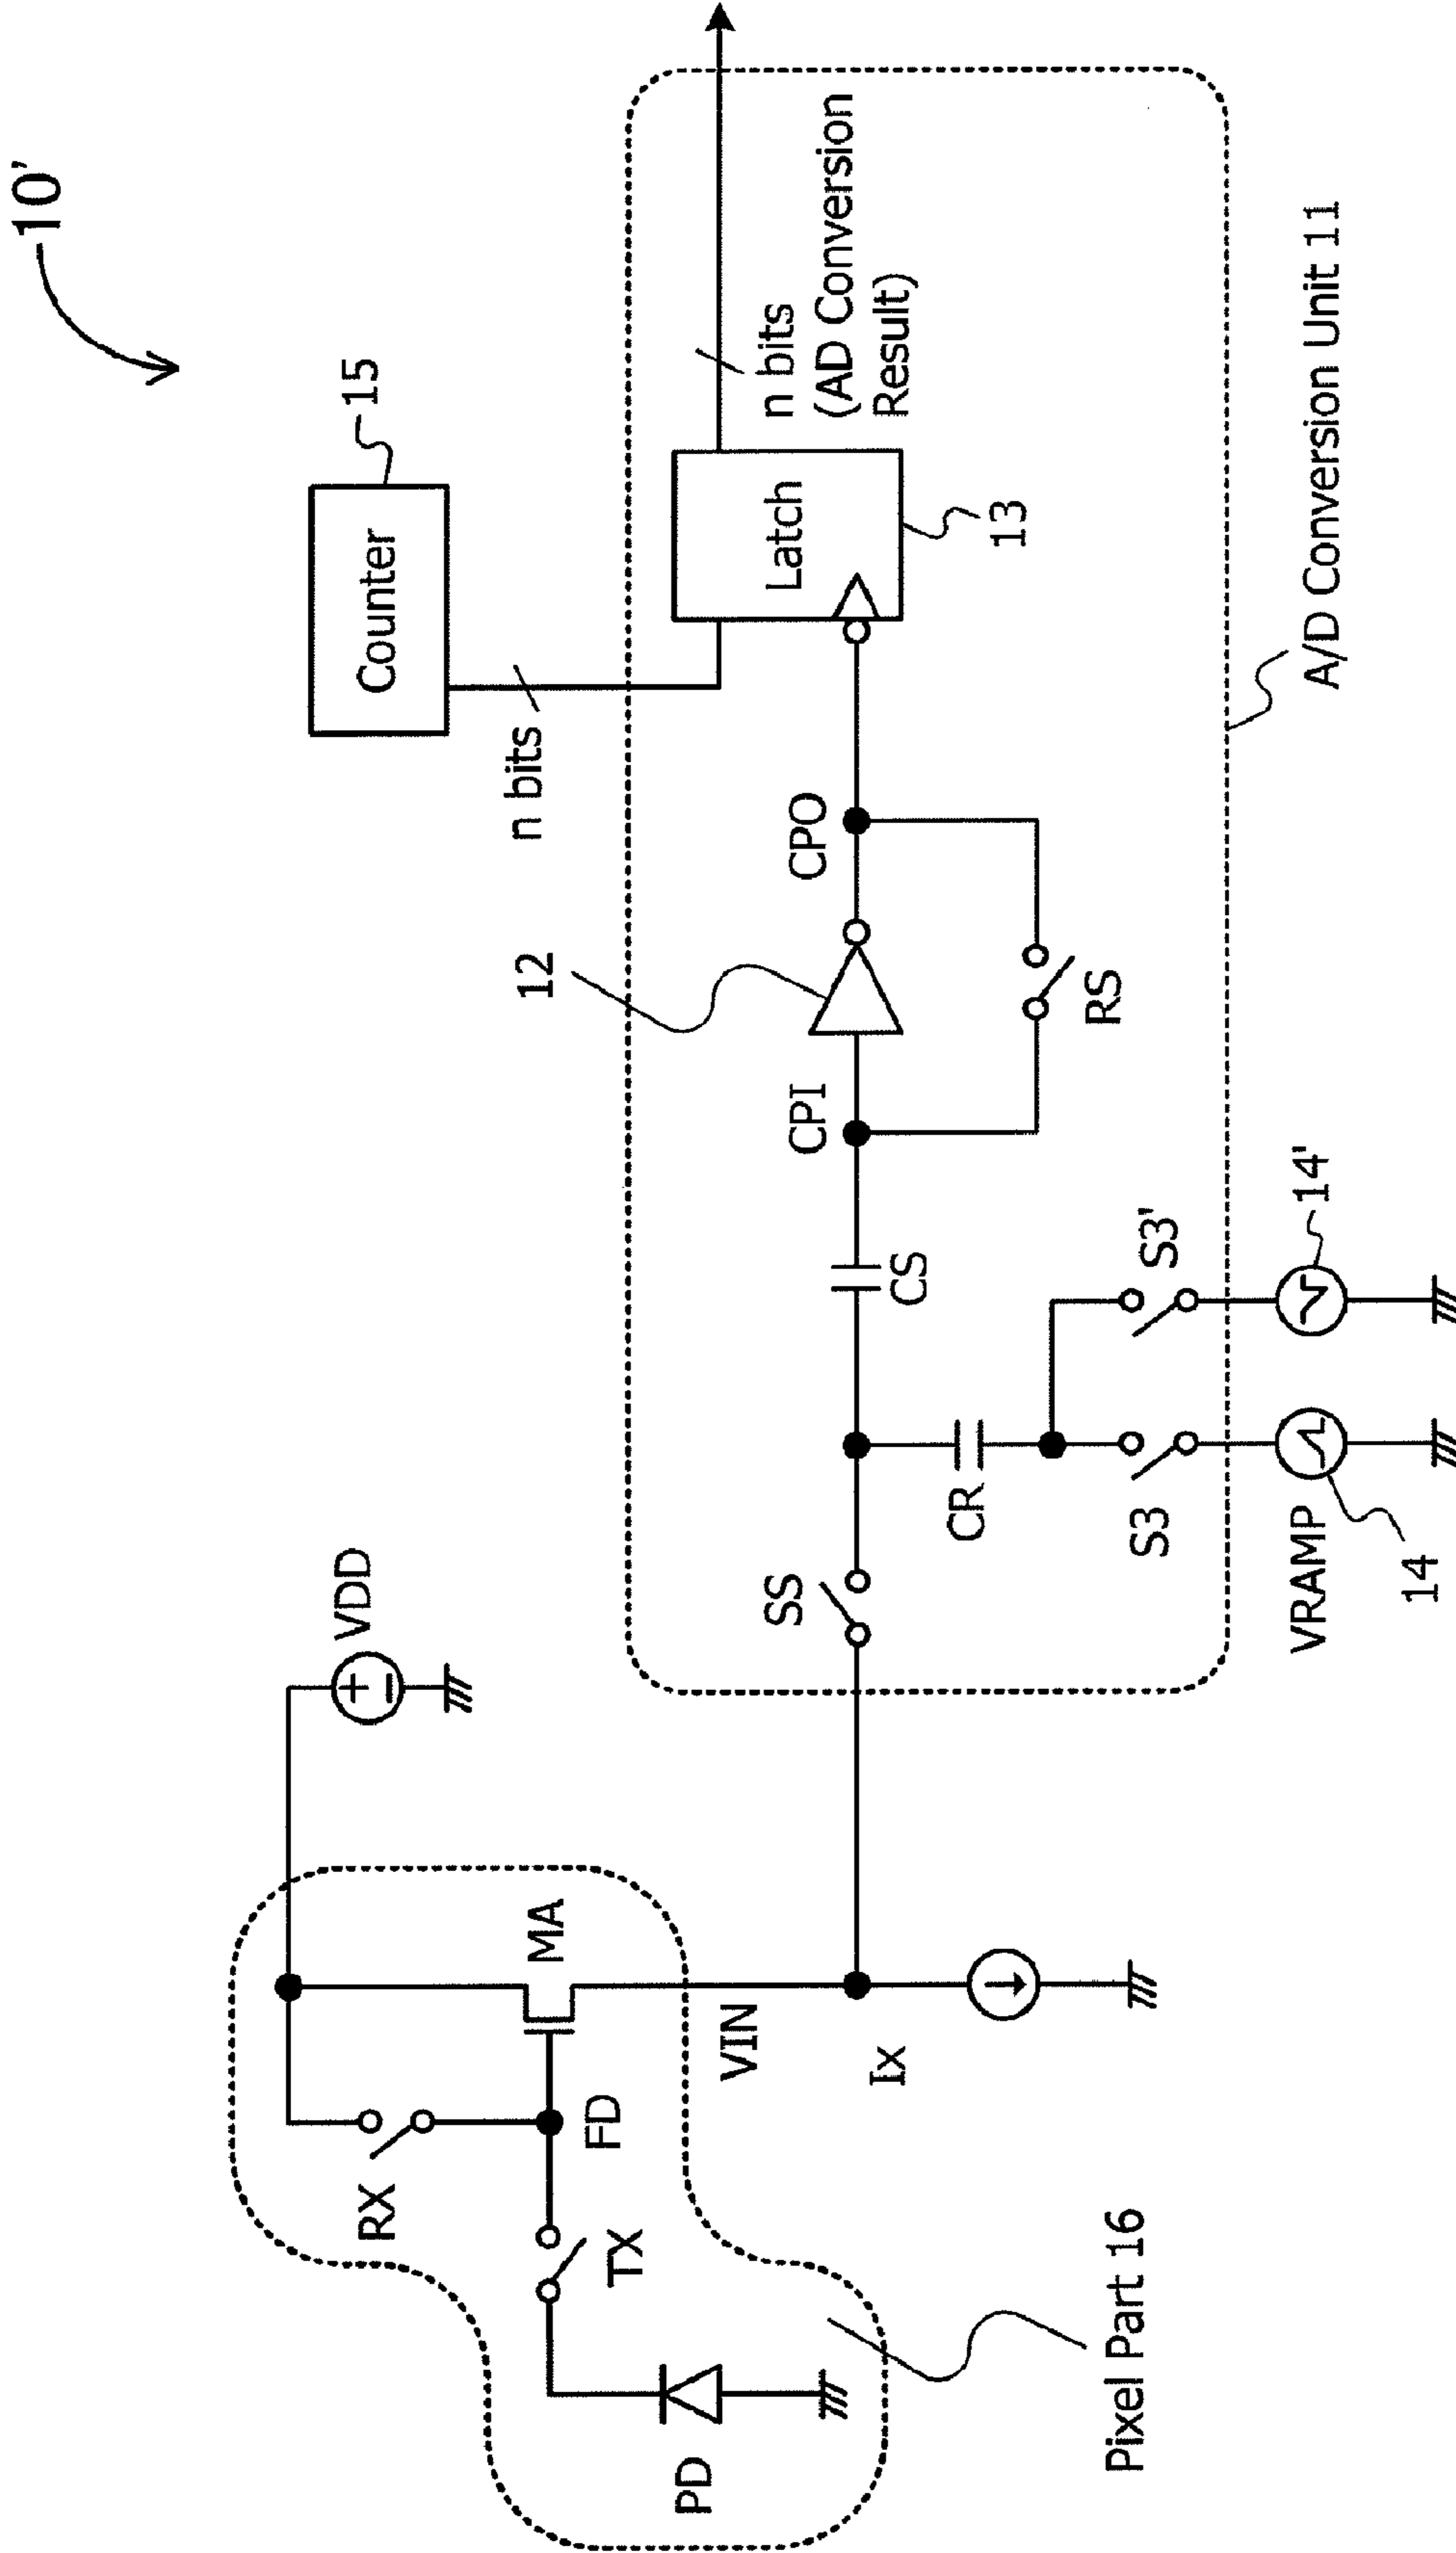 10'
Counter
15
n bits
VDD
12
RX
MA
FD
TX
PD
VIN
Ix
SS
CS
CPI
CPO
Latch
13
n bits
(AD Conversion
Result)
CR
RS
S3
S3'
VRAMP
14
14'
A/D Conversion Unit 11
Pixel Part 16